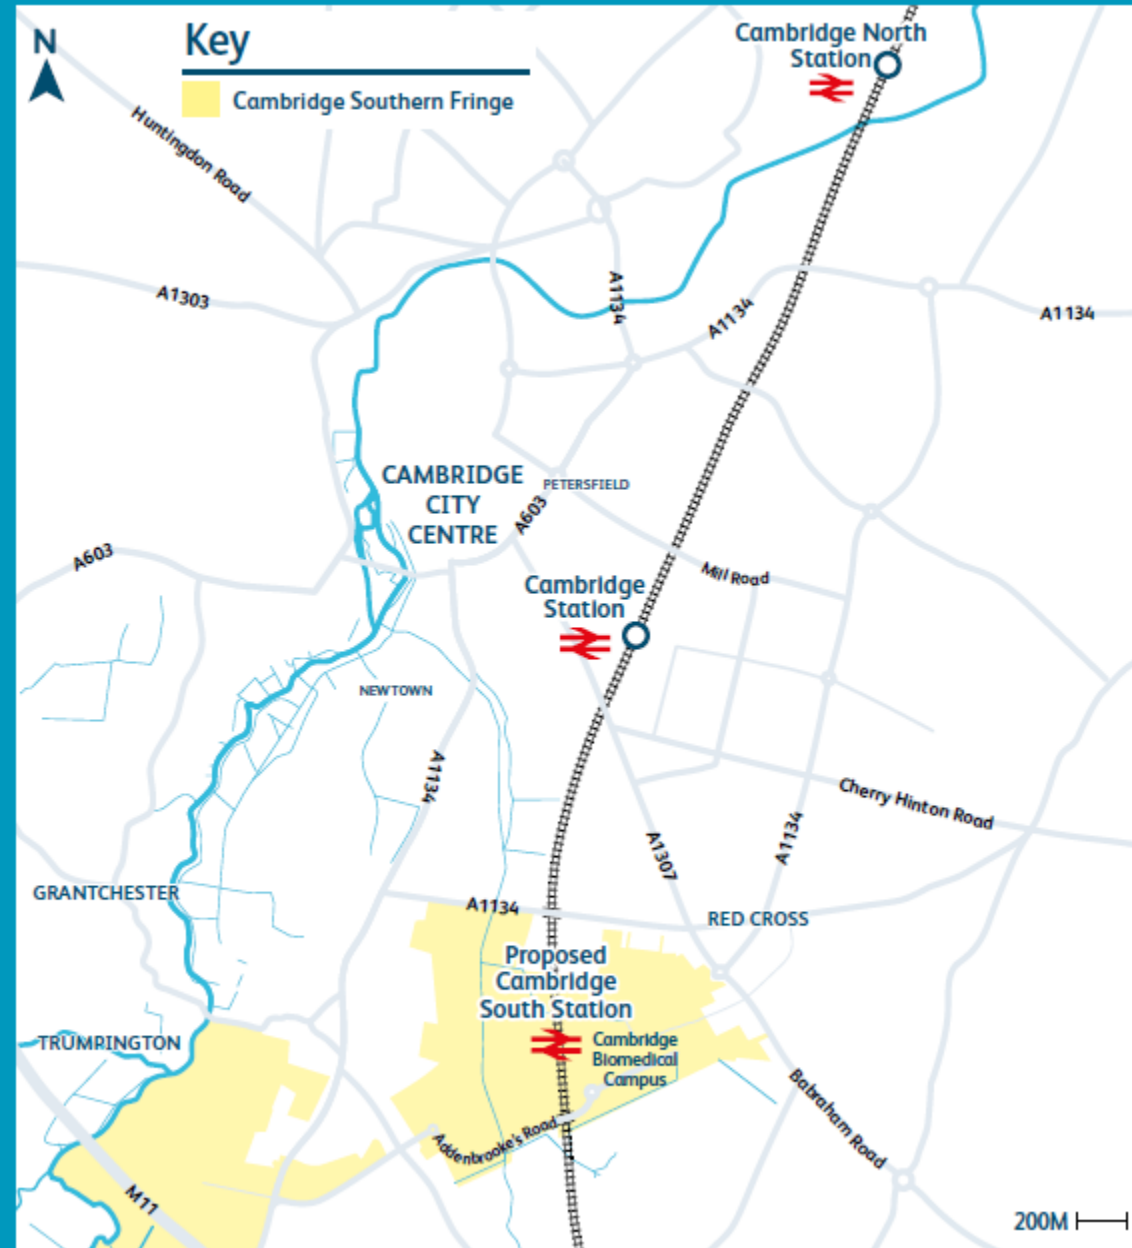 N
Key
Cambridge Southern Fringe
Cambridge North
Station
Huntingdon Road
A1303
A1134
A1134
A1134
CAMBRIDGE
CITY
CENTRE
PETERSFIELD
A603
A603
Mill Road
Cambridge
Station
NEWTOWN
A1134
Cherry Hinton Road
A1134
A1307
GRANTCHESTER
A1134
RED CROSS
Proposed
Cambridge
South Station
TRUMPINGTON
Cambridge
Biomedical
Campus
Addenbrooke's Road
Babraham Road
M11
200M